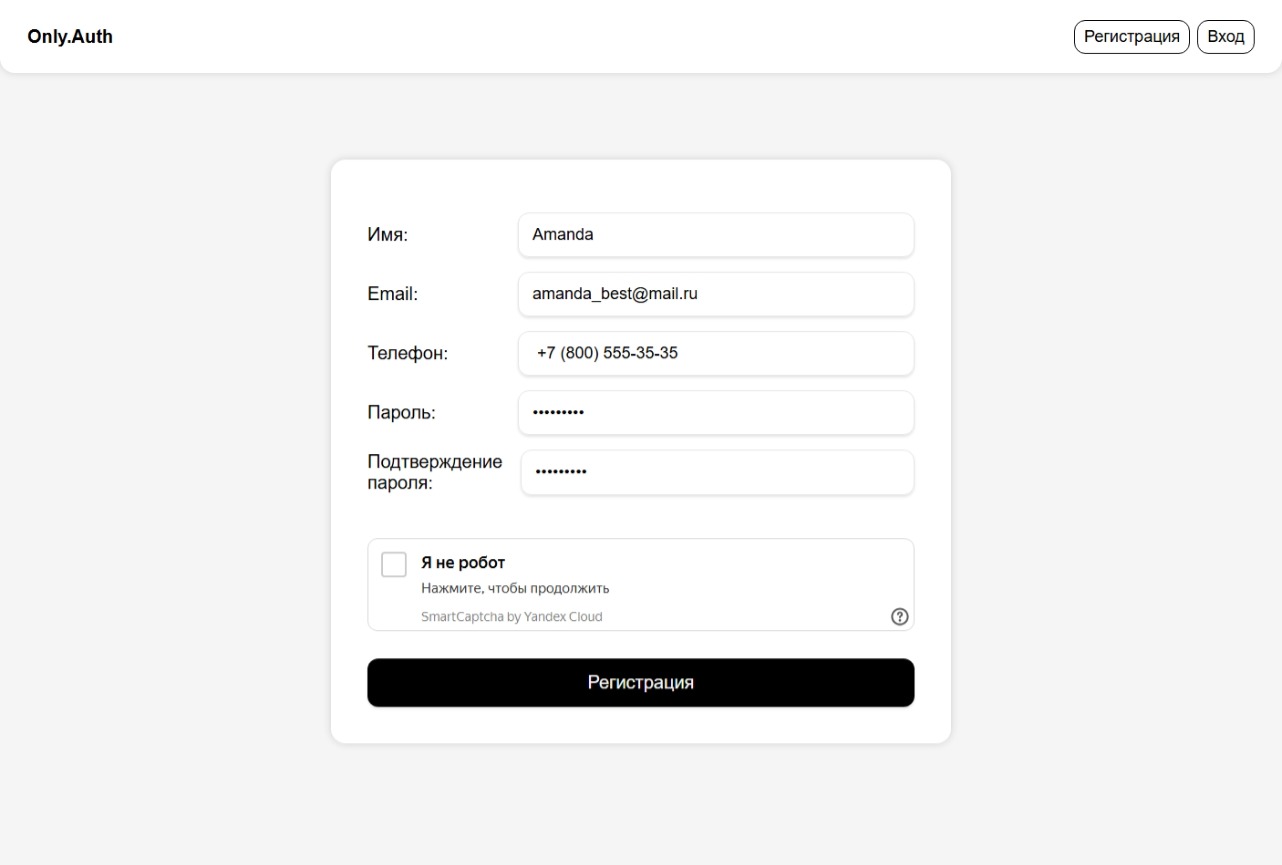 Only.Auth
Регистрация
Вход
Имя:
Amanda
Email:
amanda_best@mail.ru
Телефон:
+7 (800) 555-35-35
Пароль:
•••••••••
Подтверждение
пароля:
•••••••••
Я не робот
Нажмите, чтобы продолжить
SmartCaptcha by Yandex Cloud
?
Регистрация